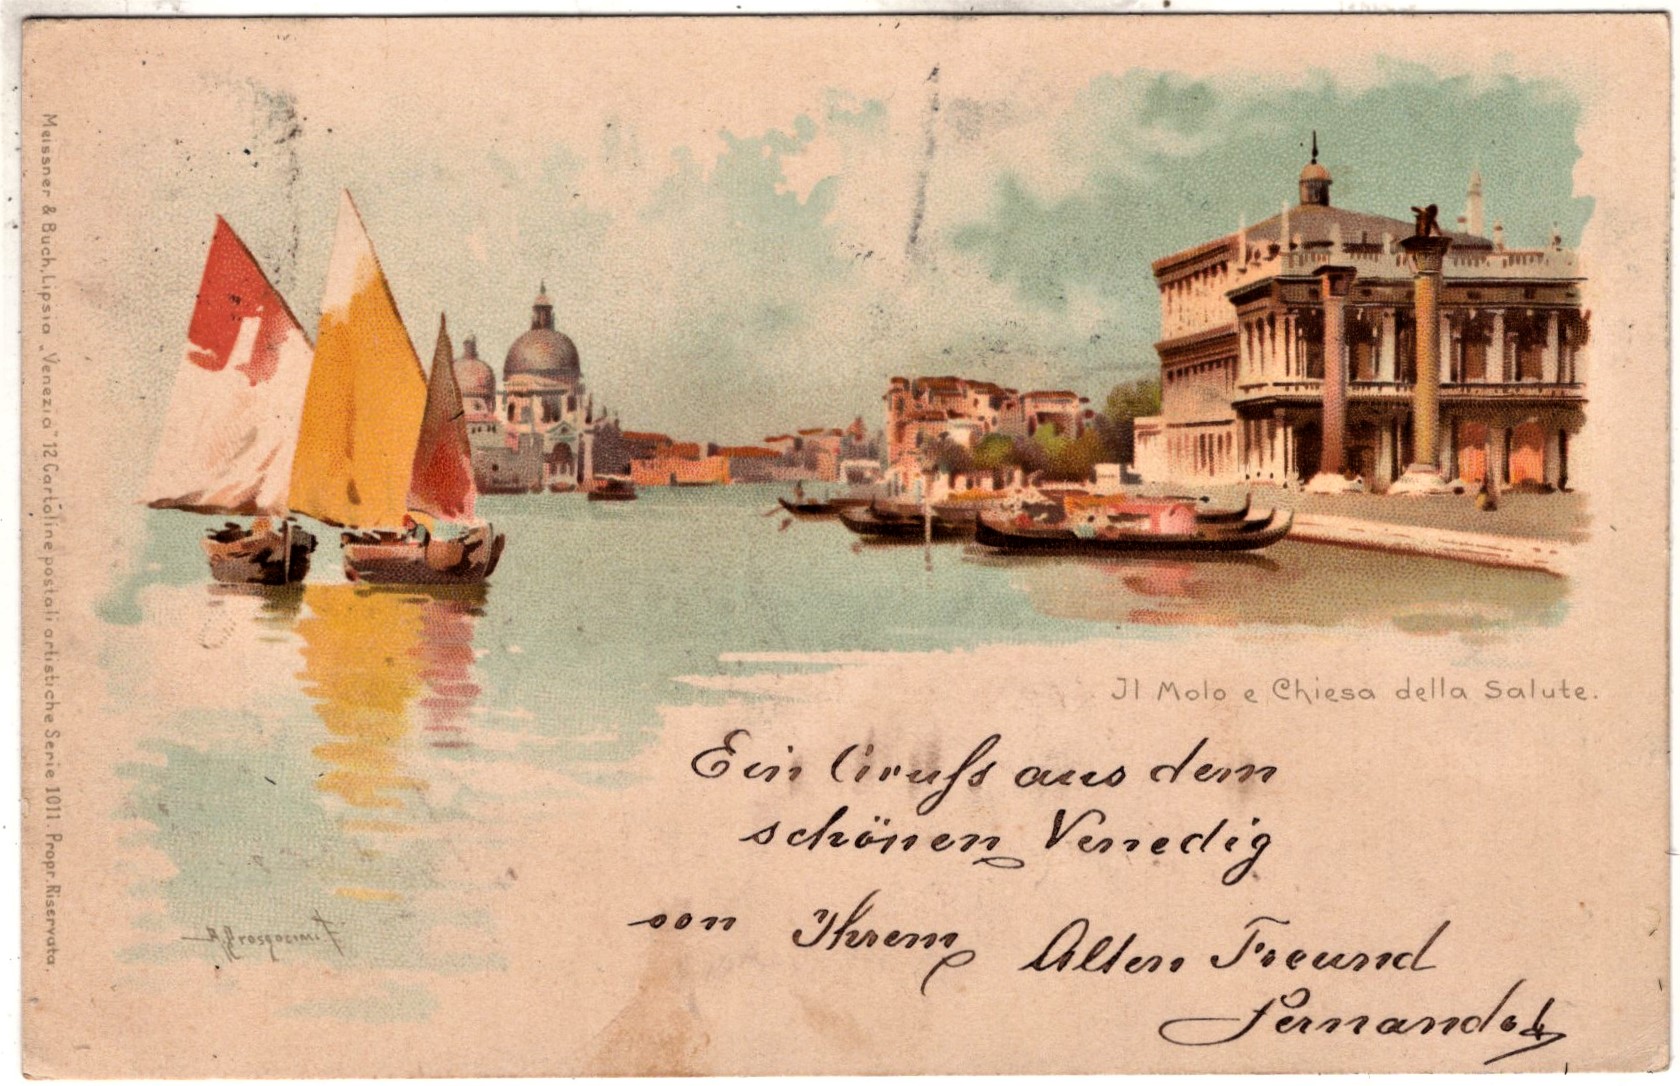 Meissner & Buch, Lipsia „Venezia" 12 Cartoline postali artistiche Serie 1011. Propr. Riservata.
Il Molo e Chiesa della Salute.
Ein Gruß aus dem
schönen Venedig
von Ihrem Alten Freund
Fernando